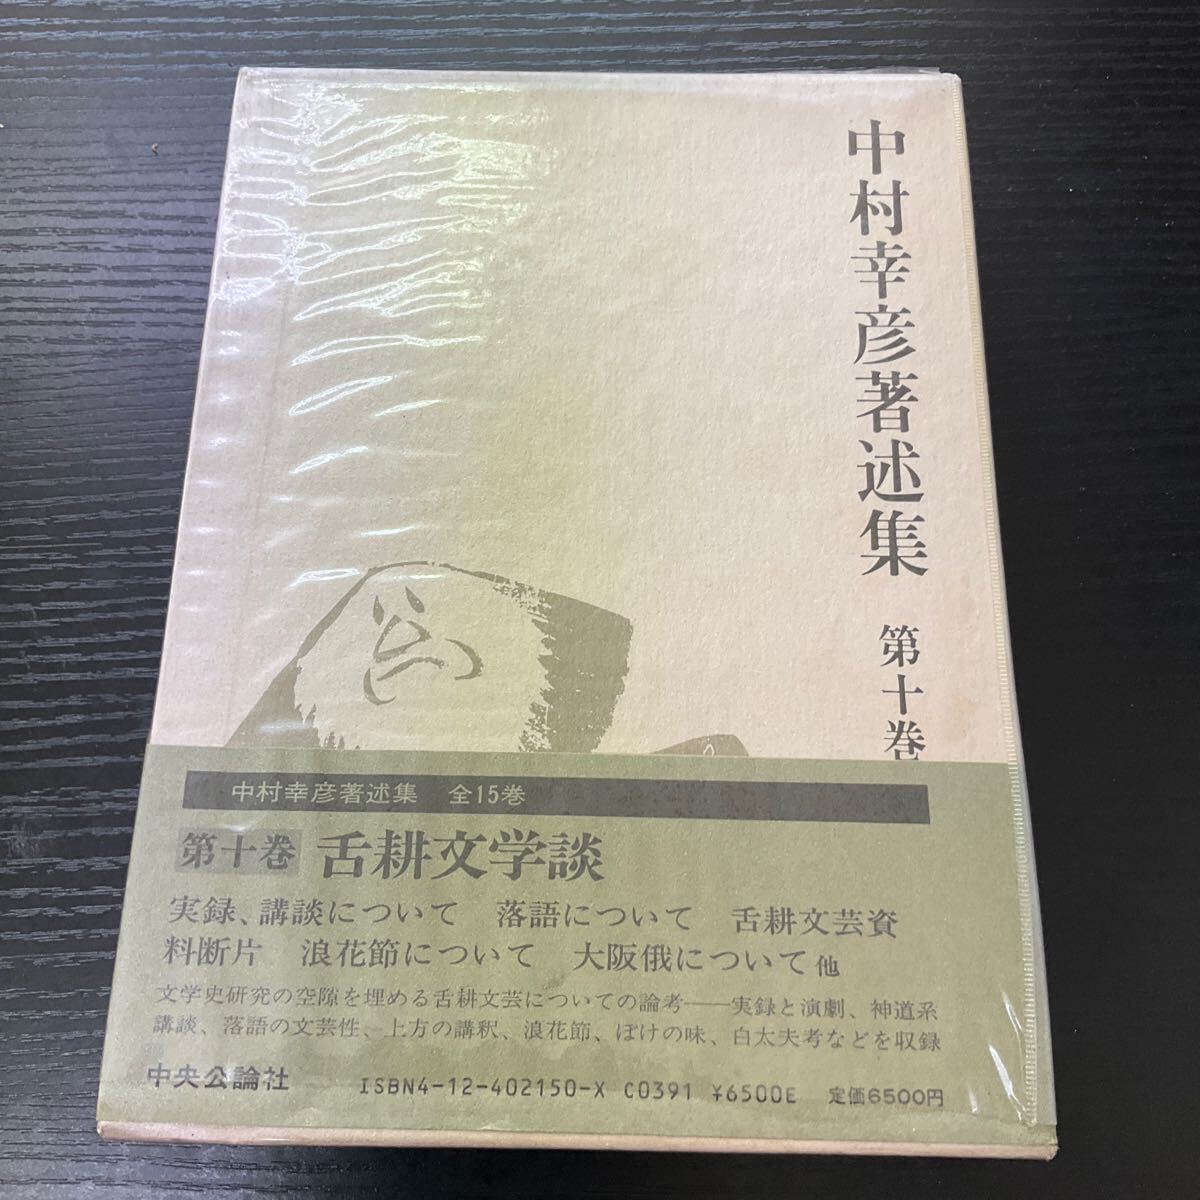 中村幸彦著述集 第十巻
中村幸彦著述集 全15巻
第十巻 舌耕文学談
実録、講談について 落語について 舌耕文芸資
料断片 浪花節について 大阪俄について他
文学史研究の空隙を埋める舌耕文芸についての論考——実録と演劇、神道系
講談、落語の文芸性、上方の講釈、浪花節、ぼけの味、白太夫考などを収録
中央公論社 ISBN4-12-402150-X C0391 ¥6500E 定価6500円